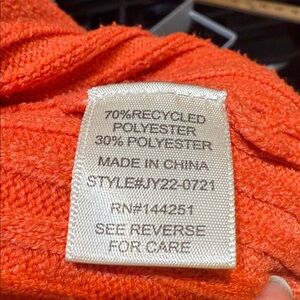 70%RECYCLED
POLYESTER
30% POLYESTER
MADE IN CHINA
STYLE#JY22-0721
RN#144251
SEE REVERSE
FOR CARE